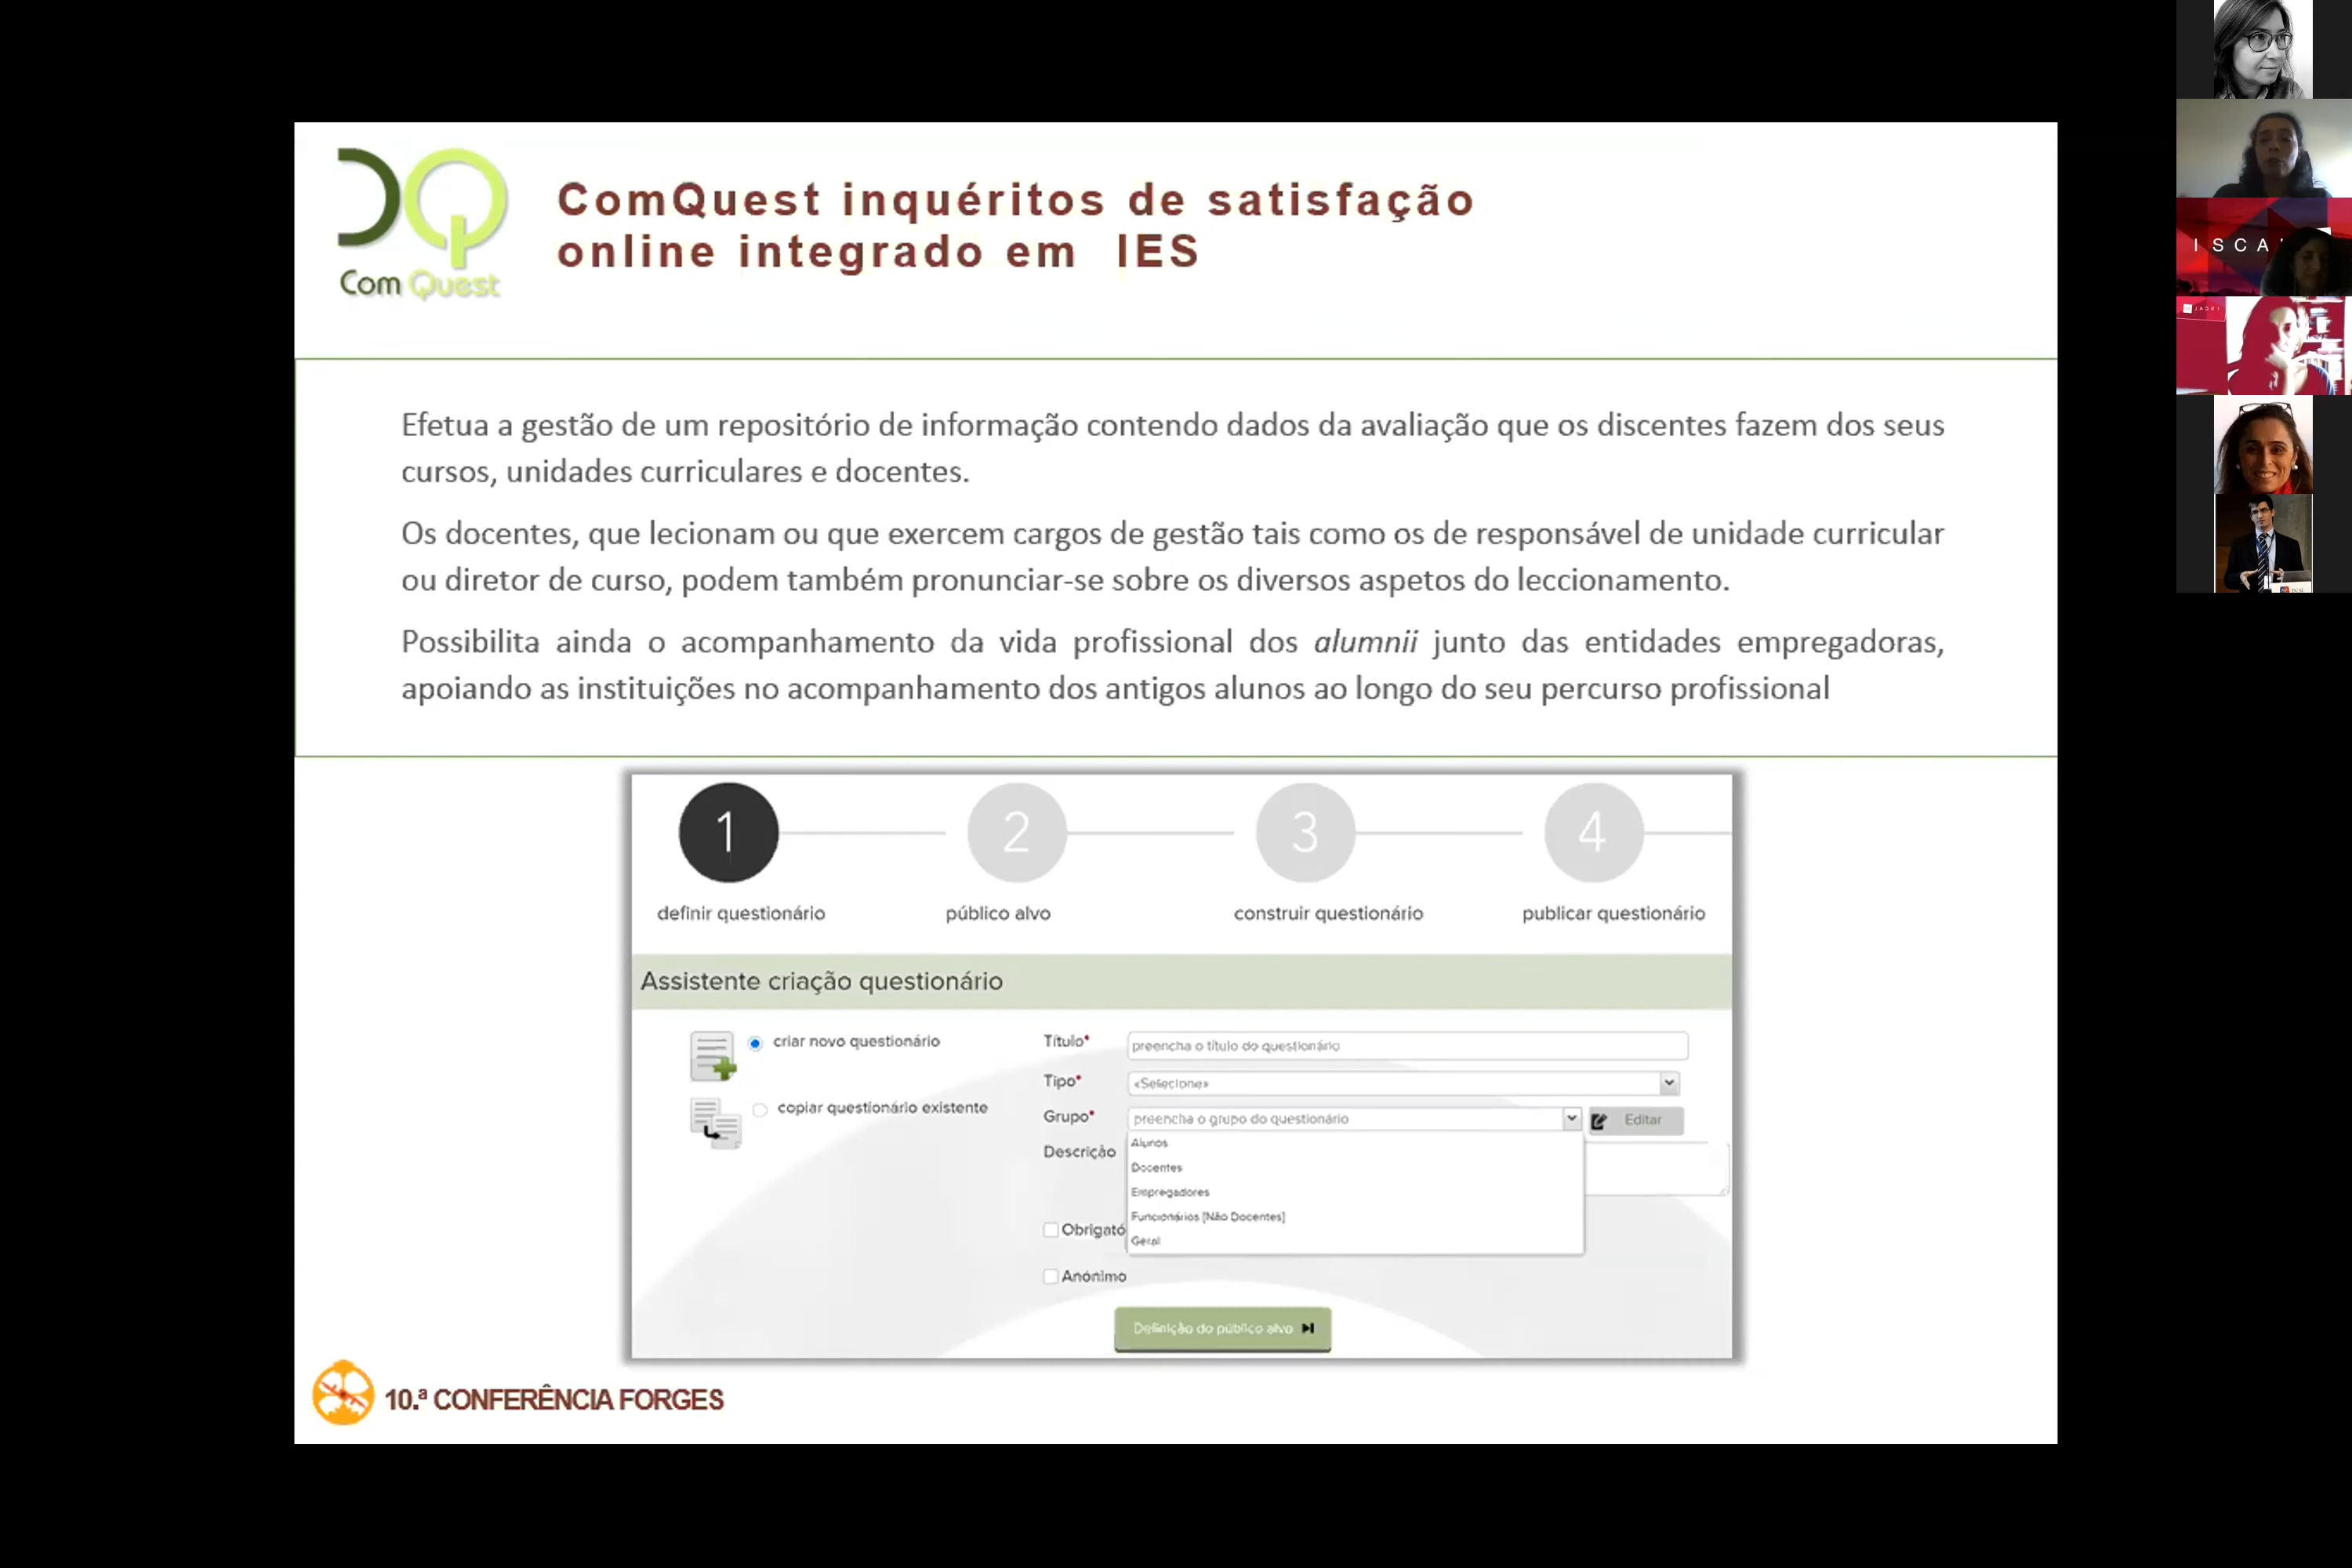 Com Quest
ComQuest inquéritos de satisfação
online integrado em IES
Efetua a gestão de um repositório de informação contendo dados da avaliação que os discentes fazem dos seus
cursos, unidades curriculares e docentes.
Os docentes, que lecionam ou que exercem cargos de gestão tais como os de responsável de unidade curricular
ou diretor de curso, podem também pronunciar-se sobre os diversos aspetos do leccionamento.
Possibilita ainda o acompanhamento da vida profissional dos alumnii junto das entidades empregadoras,
apoiando as instituições no acompanhamento dos antigos alunos ao longo do seu percurso profissional
1
2
3
4
definir questionário
público alvo
construir questionário
publicar questionário
Assistente criação questionário
criar novo questionário
copiar questionário existente
Título*
preencha o título do questionário
Tipo*
«Selecione»
Grupo*
preencha o grupo do questionário
Editar
Descrição
Alunos
Docentes
Empregadores
Funcionários [Não Docentes]
Geral
Obrigató
Anónimo
Definição do público alvo
10.ª CONFERÊNCIA FORGES
ISCA